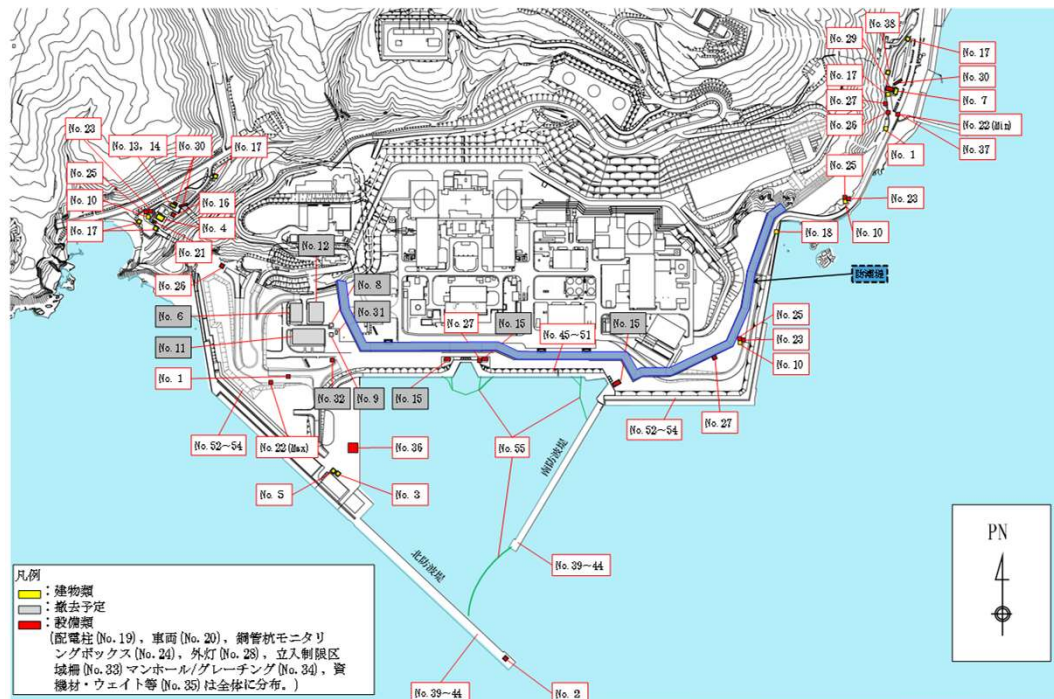 No. 38
No. 29
No. 17
No. 17
No. 30
No. 27
No. 7
No. 26
No. 22(Min)
No. 1
No. 37
No. 23
No. 13, 14
No. 30
No. 17
No. 25
No. 16
No. 10
No. 4
No. 17
No. 21
No. 26
No. 12
No. 8
No. 6
No. 31
No. 11
No. 27
No. 15
No. 45~51
No. 15
No. 25
No. 23
No. 10
No. 18
防潮堤
No. 25
No. 23
No. 10
No. 1
No. 32
No. 9
No. 15
No. 52~54
No. 27
No. 52~54
No. 22(Max)
No. 36
No. 55
南防波堤
No. 5
No. 3
No. 39~44
北防波堤
No. 39~44
No. 2
PN
凡例
:建物類
:撤去予定
:設備類
(配電柱(No.19),車両(No.20),鋼管杭モニタリ
ングボックス(No.24),外灯(No.28),立入制限区
域柵(No.33)マンホール/グレーチング(No.34),資
機材・ウェイト等(No.35)は全体に分布。)